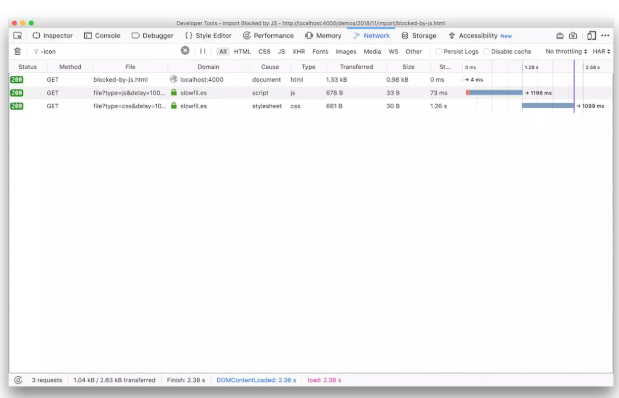 Developer Tools - import Blocked by JS - http://localhost:4000/demos/2018/11/import/blocked-by-js.html
Inspector Console Debugger {} Style Editor Performance Memory Network Storage Accessibility New
-icon All HTML CSS JS XHR Fonts Images Media WS Other Persist Logs Disable cache No throttling HAR
Status Method File Domain Cause Type Transferred Size St... 0 ms 1.28 s 2.56 s
200 GET blocked-by-js.html localhost:4000 document html 1.33 kB 0.98 kB 0 ms → 4 ms
200 GET file?type=js&delay=100... slowfil.es script js 678 B 33 B 73 ms → 1198 ms
200 GET file?type=css&delay=10... slowfil.es stylesheet css 661 B 30 B 1.26 s → 1099 ms
3 requests 1.04 kB / 2.63 kB transferred Finish: 2.38 s DOMContentLoaded: 2.36 s load: 2.38 s